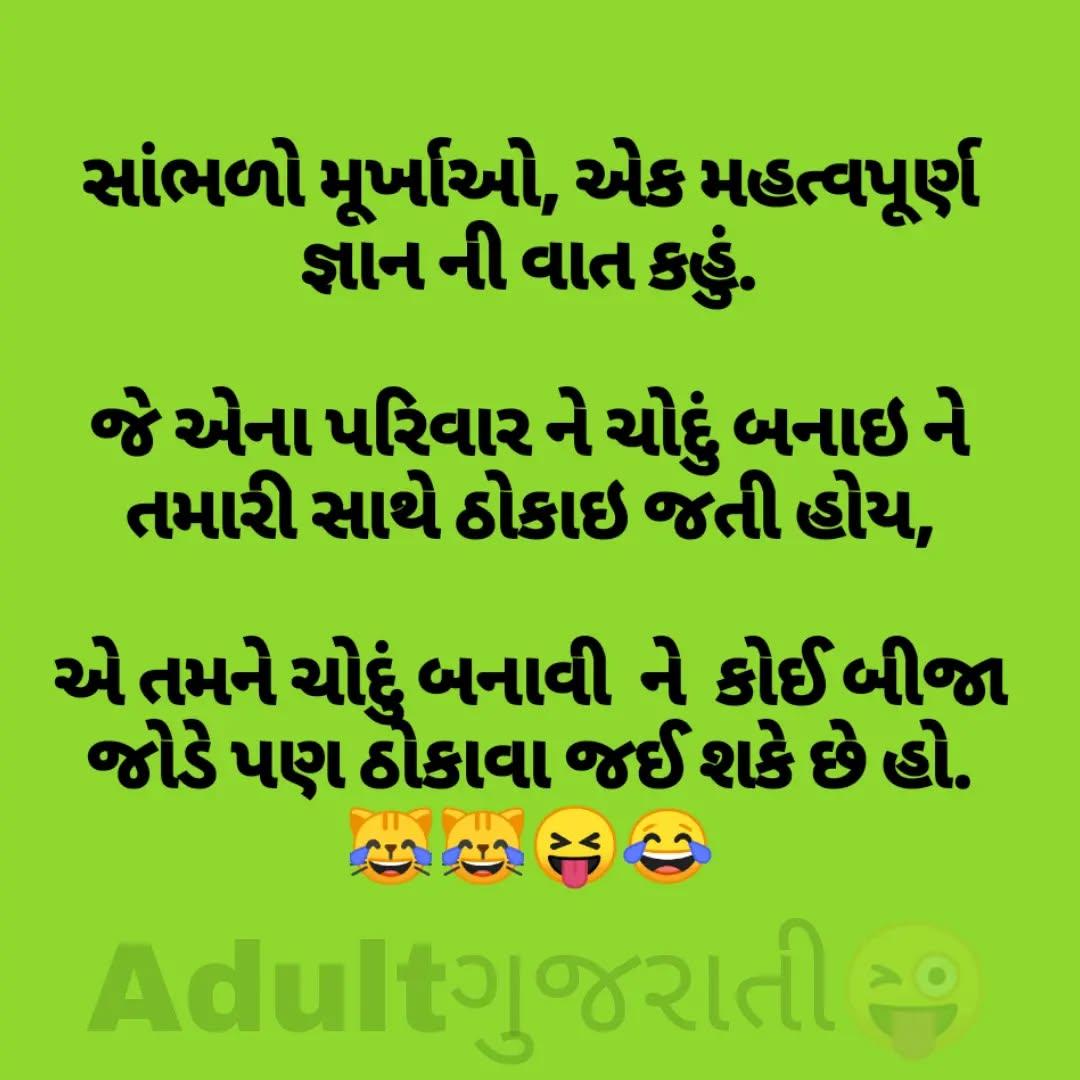 સાંભળો મૂર્ખાઓ, એક મહત્વપૂર્ણ
જ્ઞાન ની વાત કહું.
જે એના પરિવાર ને ચોદું બનાઇ ને
તમારી સાથે ઠોકાઇ જતી હોય,
એ તમને ચોદું બનાવી ને કોઈ બીજા
જોડે પણ ઠોકાવા જઈ શકે છે હો.
😹😹😝😂
Adultગુજરાતી😜